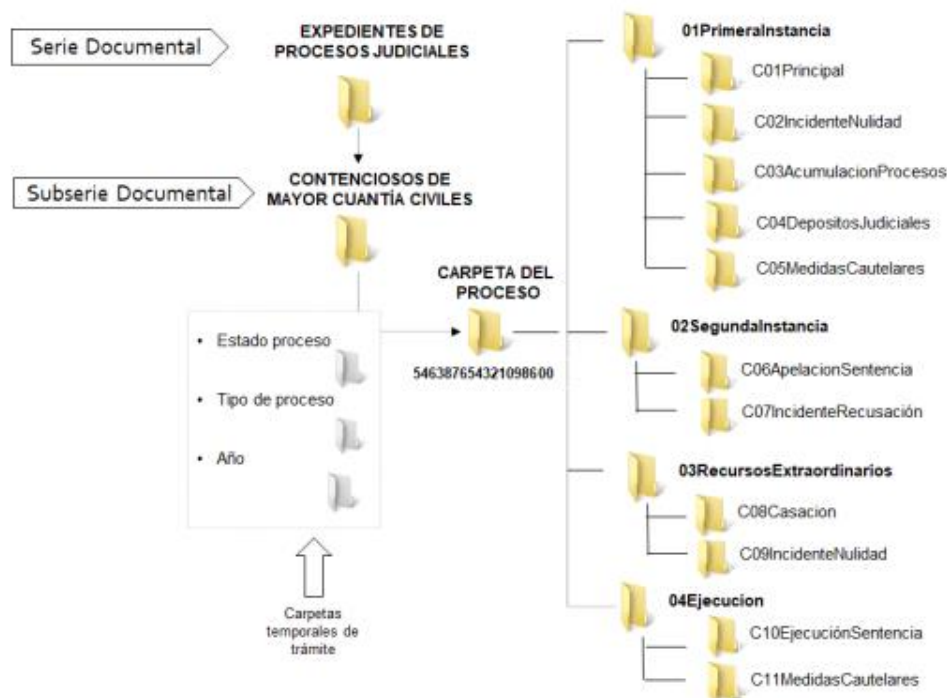 Serie Documental
EXPEDIENTES DE
PROCESOS JUDICIALES
Subserie Documental
CONTENCIOSOS DE
MAYOR CUANTÍA CIVILES
• Estado proceso
• Tipo de proceso
• Año
Carpetas
temporales de
trámite
CARPETA DEL
PROCESO
546387654321098600
01PrimeraInstancia
C01Principal
C02IncidenteNulidad
C03AcumulacionProcesos
C04DepositosJudiciales
C05MedidasCautelares
02SegundaInstancia
C06ApelacionSentencia
C07IncidenteRecusación
03RecursosExtraordinarios
C08Casacion
C09IncidenteNulidad
04Ejecucion
C10EjecuciónSentencia
C11MedidasCautelares